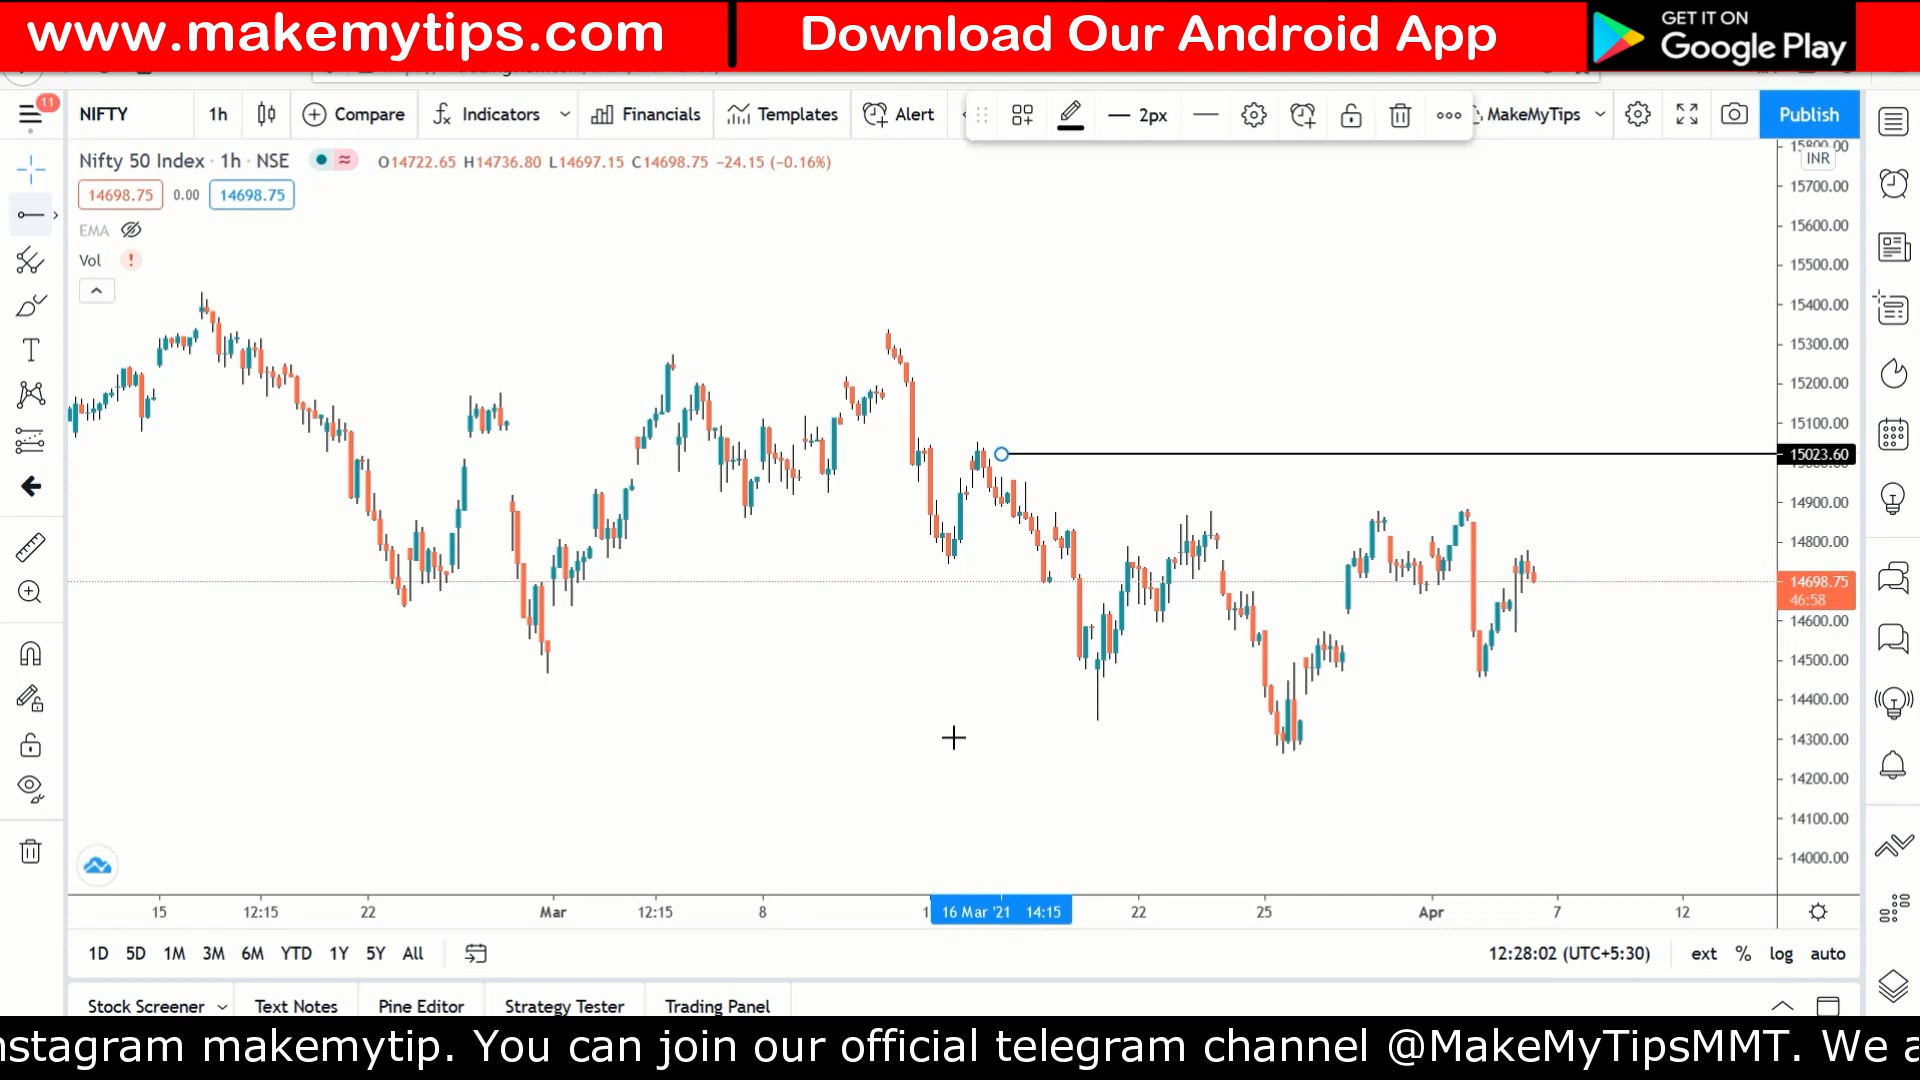 www.makemytips.com
Download Our Android App
GET IT ON
Google Play
11
NIFTY
1h
Compare
Indicators
Financials
Templates
Alert
2px
MakeMyTips
Publish
Nifty 50 Index · 1h · NSE
O14722.65 H14736.80 L14697.15 C14698.75 −24.15 (−0.16%)
14698.75
0.00
14698.75
EMA
Vol
!
15800.00
INR
15700.00
15600.00
15500.00
15400.00
15300.00
15200.00
15100.00
15023.60
14900.00
14800.00
14698.75
46:58
14600.00
14500.00
14400.00
14300.00
14200.00
14100.00
14000.00
15
12:15
22
Mar
12:15
8
16 Mar '21 14:15
22
25
Apr
7
12
1D 5D 1M 3M 6M YTD 1Y 5Y All
12:28:02 (UTC+5:30)
ext % log auto
Stock Screener
Text Notes
Pine Editor
Strategy Tester
Trading Panel
nstagram makemytip. You can join our official telegram channel @MakeMyTipsMMT. We a